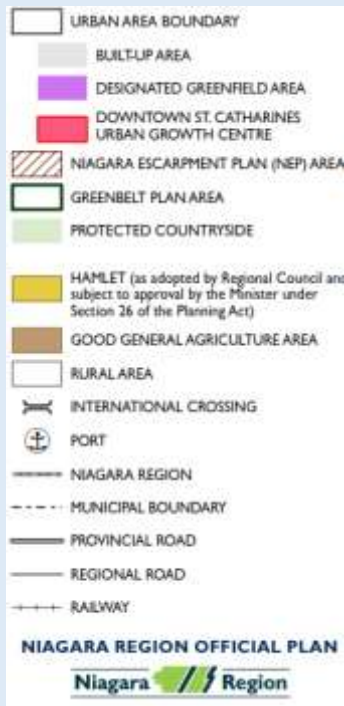 URBAN AREA BOUNDARY
BUILT-UP AREA
DESIGNATED GREENFIELD AREA
DOWNTOWN ST. CATHARINES
URBAN GROWTH CENTRE
NIAGARA ESCARPMENT PLAN (NEP) AREA
GREENBELT PLAN AREA
PROTECTED COUNTRYSIDE
HAMLET (as adopted by Regional Council and
subject to approval by the Minister under
Section 26 of the Planning Act)
GOOD GENERAL AGRICULTURE AREA
RURAL AREA
INTERNATIONAL CROSSING
PORT
NIAGARA REGION
MUNICIPAL BOUNDARY
PROVINCIAL ROAD
REGIONAL ROAD
RAILWAY
NIAGARA REGION OFFICIAL PLAN
Niagara Region